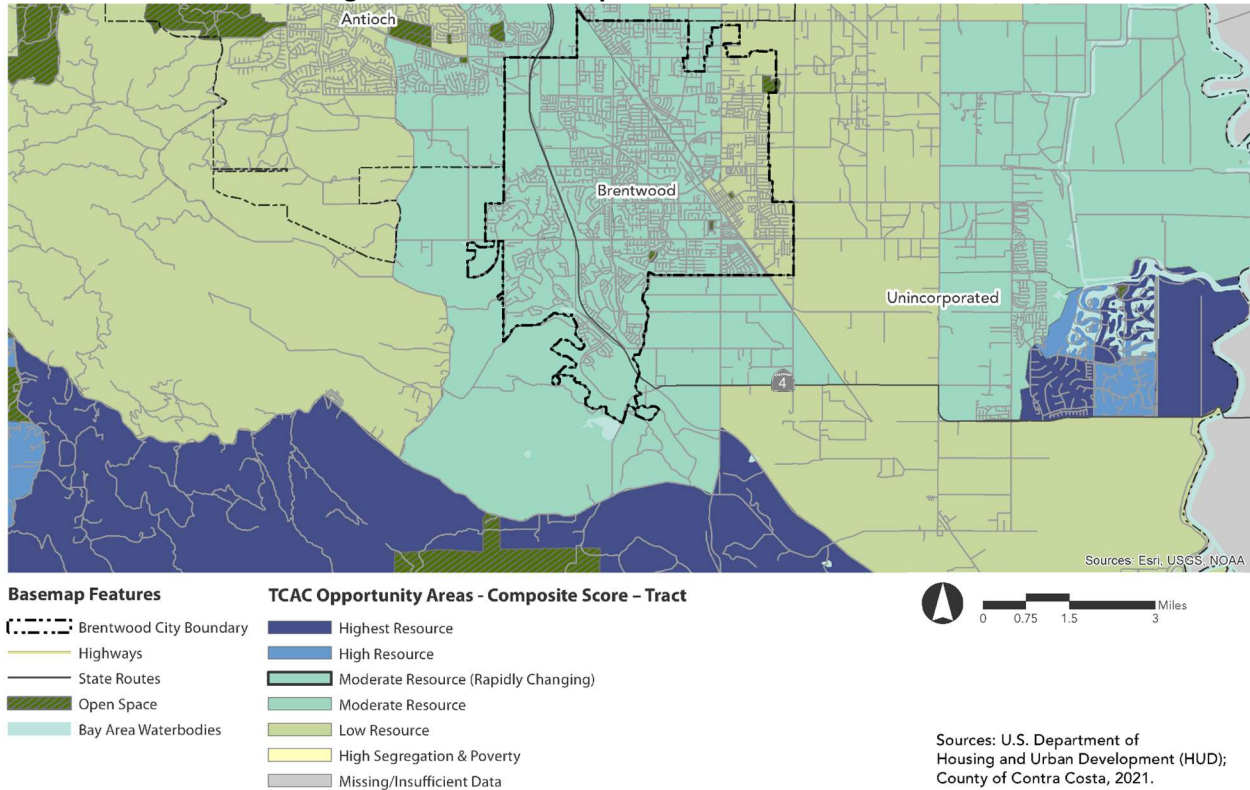 Antioch
Brentwood
Unincorporated
4
Sources: Esri, USGS, NOAA
Basemap Features
Brentwood City Boundary
Highways
State Routes
Open Space
Bay Area Waterbodies
TCAC Opportunity Areas - Composite Score – Tract
Highest Resource
High Resource
Moderate Resource (Rapidly Changing)
Moderate Resource
Low Resource
High Segregation & Poverty
Missing/Insufficient Data
0 0.75 1.5 3 Miles
Sources: U.S. Department of
Housing and Urban Development (HUD);
County of Contra Costa, 2021.